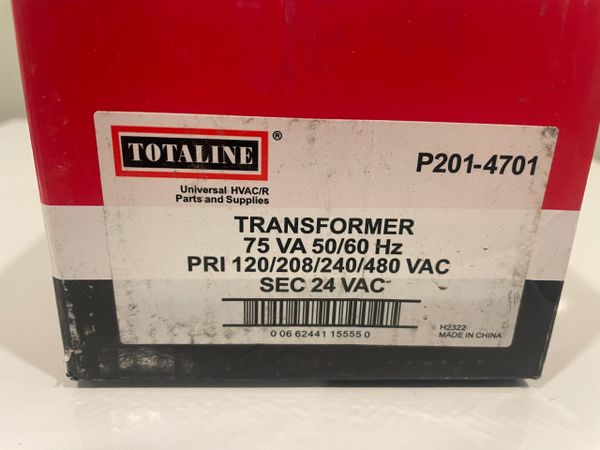 TOTALINE ®
P201-4701
Universal HVAC/R
Parts and Supplies
TRANSFORMER
75 VA 50/60 Hz
PRI 120/208/240/480 VAC
SEC 24 VAC
0 06 62441 15555 0
H2322
MADE IN CHINA